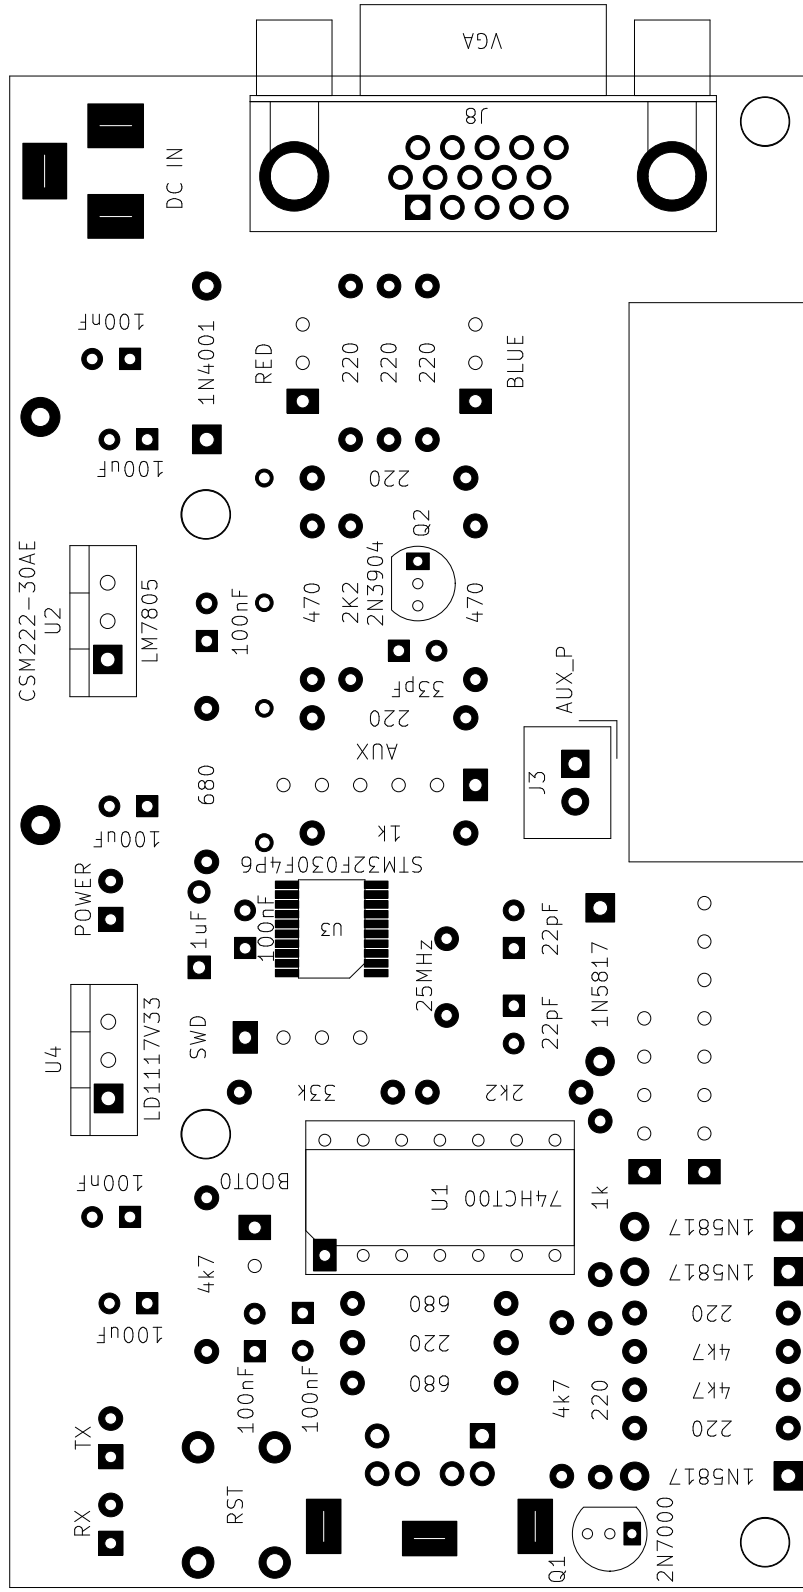 VGA
J8
DC IN
100nF
1N4001
RED
220
220
220
BLUE
100uF
220
Q2
CSM222-30AE
U2
LM7805
100nF
470
2K2
2N3904
470
33pF
220
AUX_P
AUX
J3
680
100uF
1k
STM32F030F4P6
POWER
1uF
100nF
U3
25MHz
22pF
1N5817
SWD
22pF
U4
LD1117V33
33k
2k2
100nF
BOOT0
U1
74HCT00
1k
1N5817
4k7
1N5817
680
220
100uF
220
4k7
100nF
100nF
680
4k7
220
4k7
220
TX
1N5817
RX
RST
Q1
2N7000